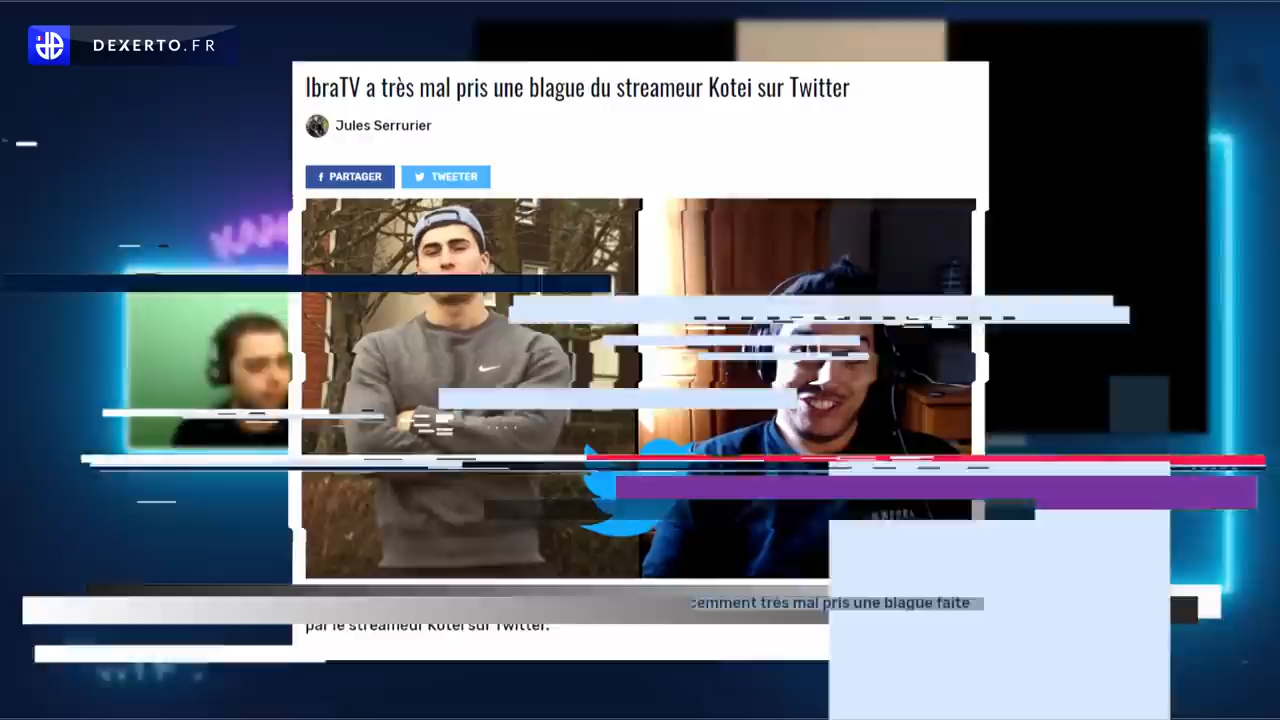 DEXERTO.FR
IbraTV a très mal pris une blague du streameur Kotei sur Twitter
Jules Serrurier
PARTAGER
TWEETER
très mal pris une blague faite
par le streameur Kotei sur Twitter.